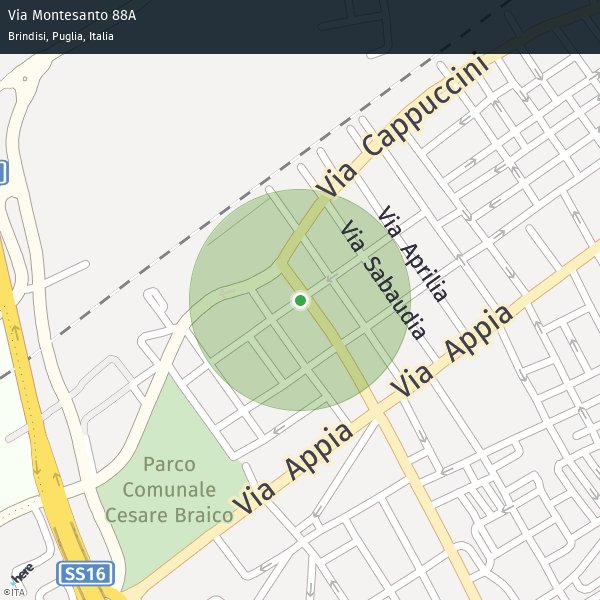 Via Montesanto 88A
Brindisi, Puglia, Italia
Via Cappuccini
Via Aprilia
Via Sabaudia
Via Appia
Via Appia
Parco
Comunale
Cesare Braico
SS16
here
©ITA